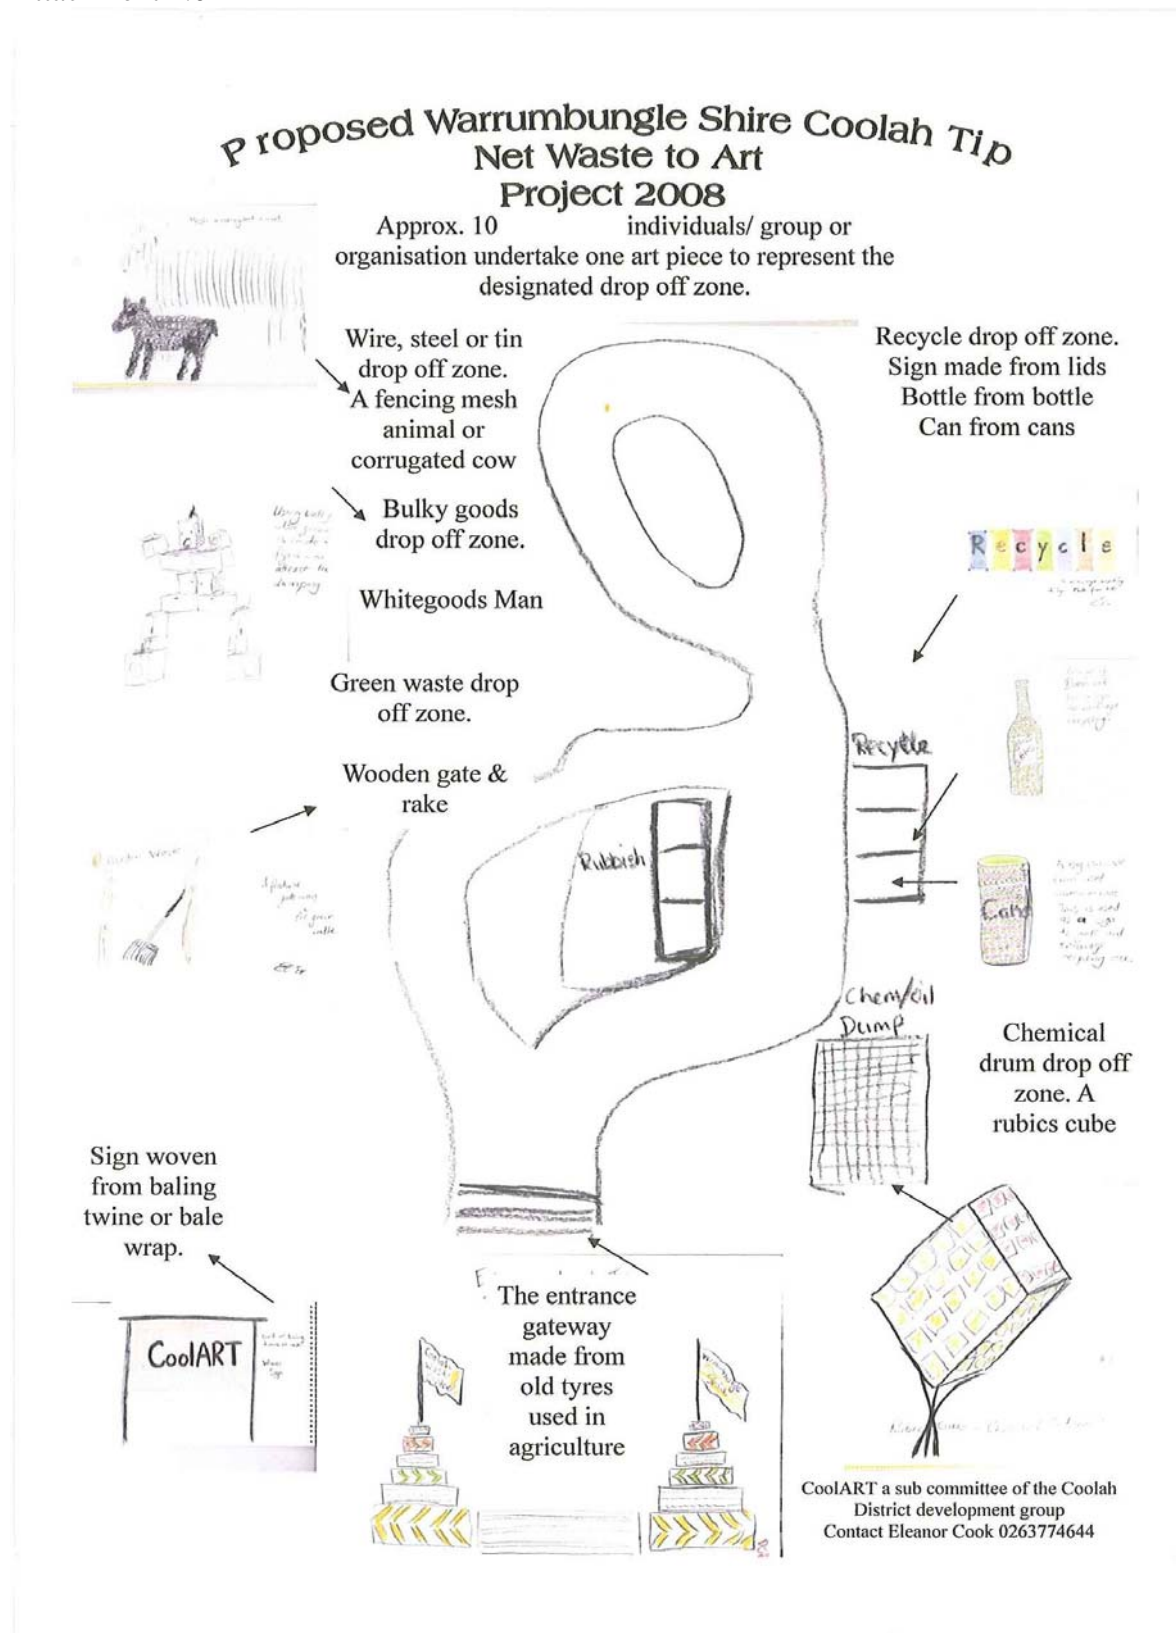 Proposed Warrumbungle Shire Coolah Tip
Net Waste to Art
Project 2008
Approx. 10 individuals/ group or
organisation undertake one art piece to represent the
designated drop off zone.
Wire, steel or tin
drop off zone.
A fencing mesh
animal or
corrugated cow
Recycle drop off zone.
Sign made from lids
Bottle from bottle
Can from cans
Bulky goods
drop off zone.
Whitegoods Man
Recycle
Green waste drop
off zone.
Recycle
Wooden gate &
rake
Rubbish
Chem/oil
Dump
Chemical
drum drop off
zone. A
rubics cube
Sign woven
from baling
twine or bale
wrap.
CoolART
The entrance
gateway
made from
old tyres
used in
agriculture
CoolART a sub committee of the Coolah
District development group
Contact Eleanor Cook 0263774644